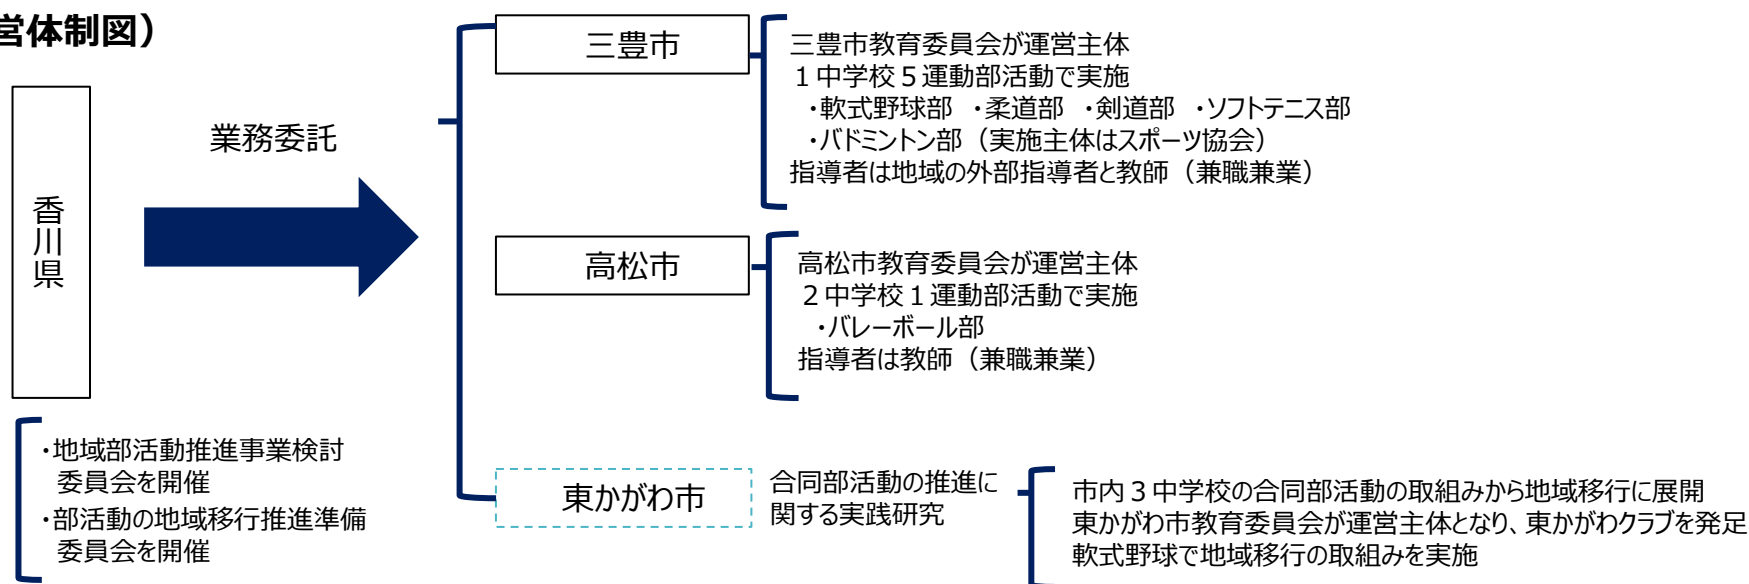 営体制図）
香川県
・地域部活動推進事業検討
委員会を開催
・部活動の地域移行推進準備
委員会を開催
業務委託
三豊市
三豊市教育委員会が運営主体
１中学校５運動部活動で実施
・軟式野球部 ・柔道部 ・剣道部 ・ソフトテニス部
・バドミントン部（実施主体はスポーツ協会）
指導者は地域の外部指導者と教師（兼職兼業）
高松市
高松市教育委員会が運営主体
２中学校１運動部活動で実施
・バレーボール部
指導者は教師（兼職兼業）
東かがわ市
合同部活動の推進に
関する実践研究
市内３中学校の合同部活動の取組みから地域移行に展開
東かがわ市教育委員会が運営主体となり、東かがわクラブを発足
軟式野球で地域移行の取組みを実施